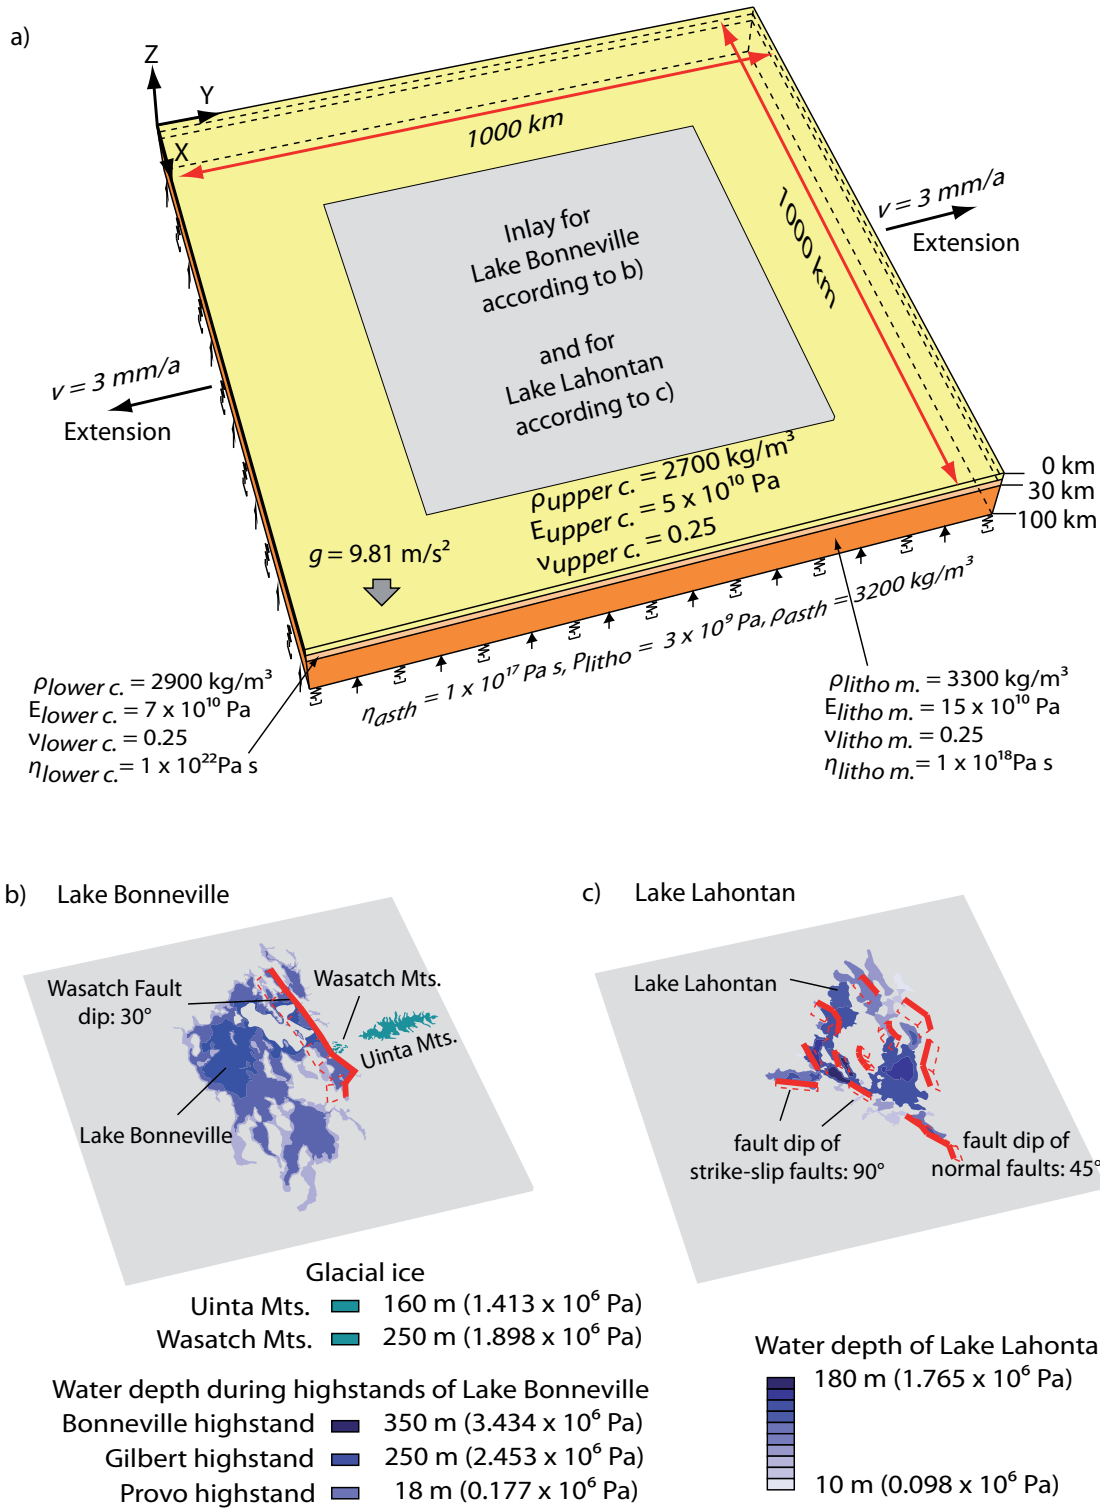 a)
Z
Y
X
1000 km
1000 km
v = 3 mm/a
Extension
v = 3 mm/a
Extension
Inlay for
Lake Bonneville
according to b)
and for
Lake Lahontan
according to c)
ρupper c. = 2700 kg/m³
Eupper c. = 5 x 10¹⁰ Pa
νupper c. = 0.25
g = 9.81 m/s²
0 km
30 km
100 km
ηasth = 1 x 10¹⁷ Pa s, Plitho = 3 x 10⁹ Pa, ρasth = 3200 kg/m³
ρlower c. = 2900 kg/m³
Elower c. = 7 x 10¹⁰ Pa
νlower c. = 0.25
ηlower c. = 1 x 10²² Pa s
ρlitho m. = 3300 kg/m³
Elitho m. = 15 x 10¹⁰ Pa
νlitho m. = 0.25
ηlitho m. = 1 x 10¹⁸ Pa s
b) Lake Bonneville
Wasatch Fault
dip: 30°
Wasatch Mts.
Uinta Mts.
Lake Bonneville
c) Lake Lahontan
Lake Lahontan
fault dip of
strike-slip faults: 90°
fault dip of
normal faults: 45°
Glacial ice
Uinta Mts. 160 m (1.413 x 10⁶ Pa)
Wasatch Mts. 250 m (1.898 x 10⁶ Pa)
Water depth during highstands of Lake Bonneville
Bonneville highstand 350 m (3.434 x 10⁶ Pa)
Gilbert highstand 250 m (2.453 x 10⁶ Pa)
Provo highstand 18 m (0.177 x 10⁶ Pa)
Water depth of Lake Lahonta
180 m (1.765 x 10⁶ Pa)
10 m (0.098 x 10⁶ Pa)